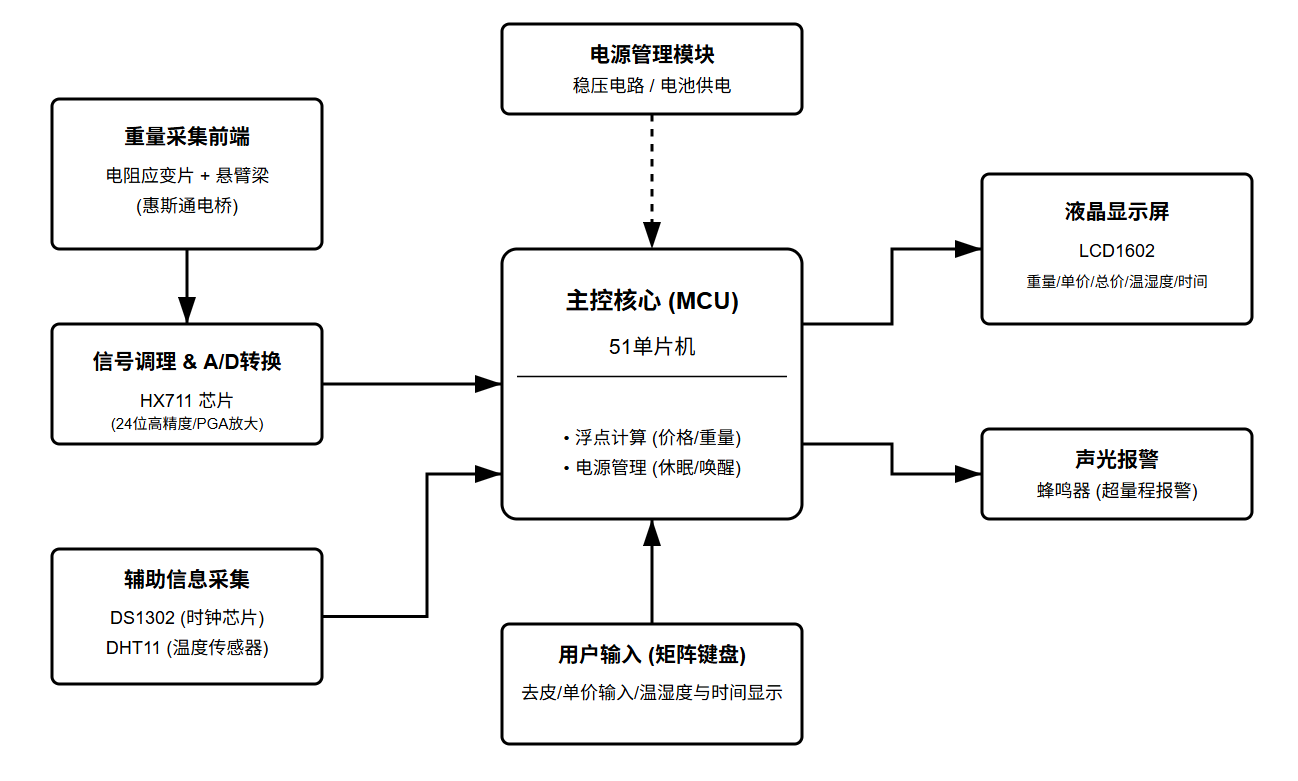 电源管理模块
稳压电路 / 电池供电
重量采集前端
电阻应变片 + 悬臂梁
(惠斯通电桥)
信号调理 & A/D转换
HX711 芯片
(24位高精度/PGA放大)
辅助信息采集
DS1302 (时钟芯片)
DHT11 (温度传感器)
主控核心 (MCU)
51单片机
• 浮点计算 (价格/重量)
• 电源管理 (休眠/唤醒)
用户输入 (矩阵键盘)
去皮/单价输入/温湿度与时间显示
液晶显示屏
LCD1602
重量/单价/总价/温湿度/时间
声光报警
蜂鸣器 (超量程报警)